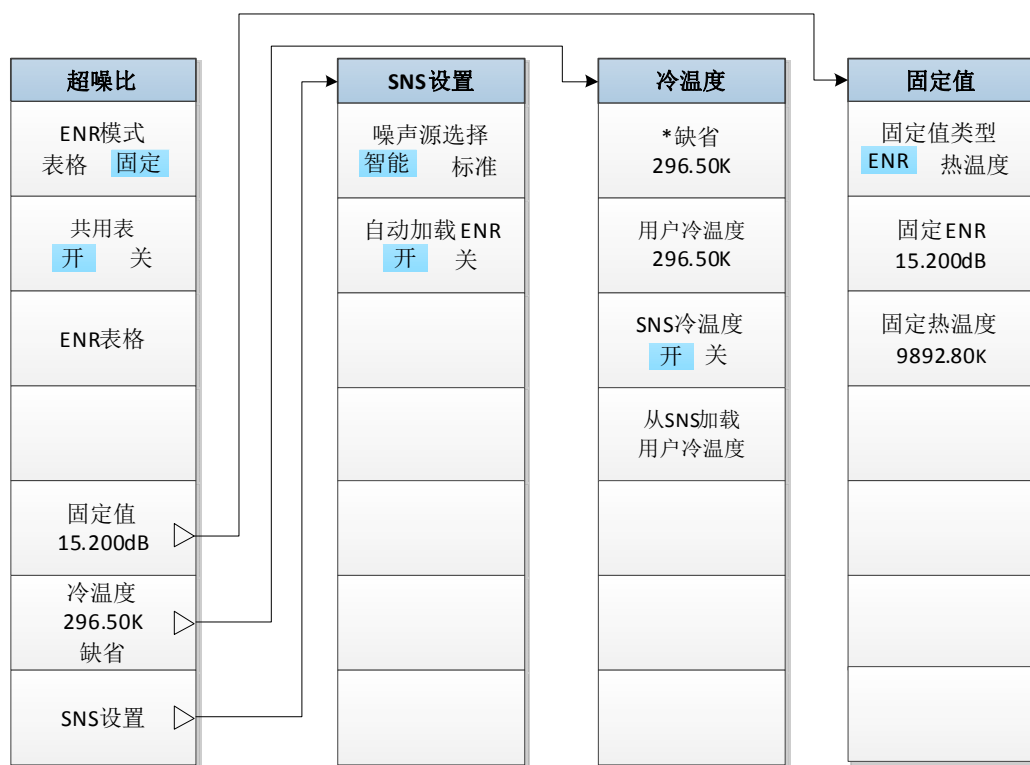 超噪比
ENR模式
表格 固定
共用表
开 关
ENR表格
固定值
15.200dB
冷温度
296.50K
缺省
SNS设置
SNS设置
噪声源选择
智能 标准
自动加载ENR
开 关
冷温度
*缺省
296.50K
用户冷温度
296.50K
SNS冷温度
开 关
从SNS加载
用户冷温度
固定值
固定值类型
ENR 热温度
固定ENR
15.200dB
固定热温度
9892.80K